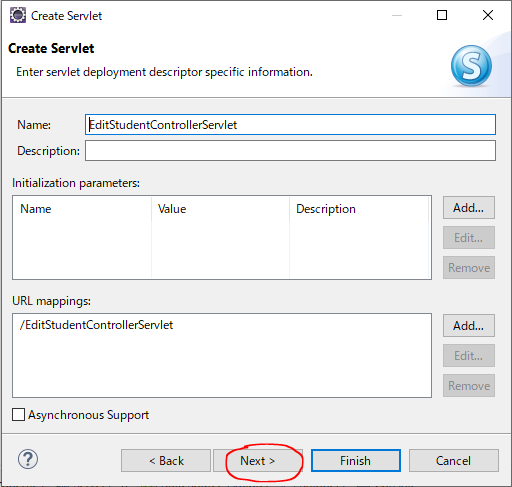 Create Servlet
Create Servlet
Enter servlet deployment descriptor specific information.
S
Name: EditStudentControllerServlet
Description:
Initialization parameters:
Name Value Description
Add...
Edit...
Remove
URL mappings:
/EditStudentControllerServlet
Add...
Edit...
Remove
Asynchronous Support
? < Back Next > Finish Cancel